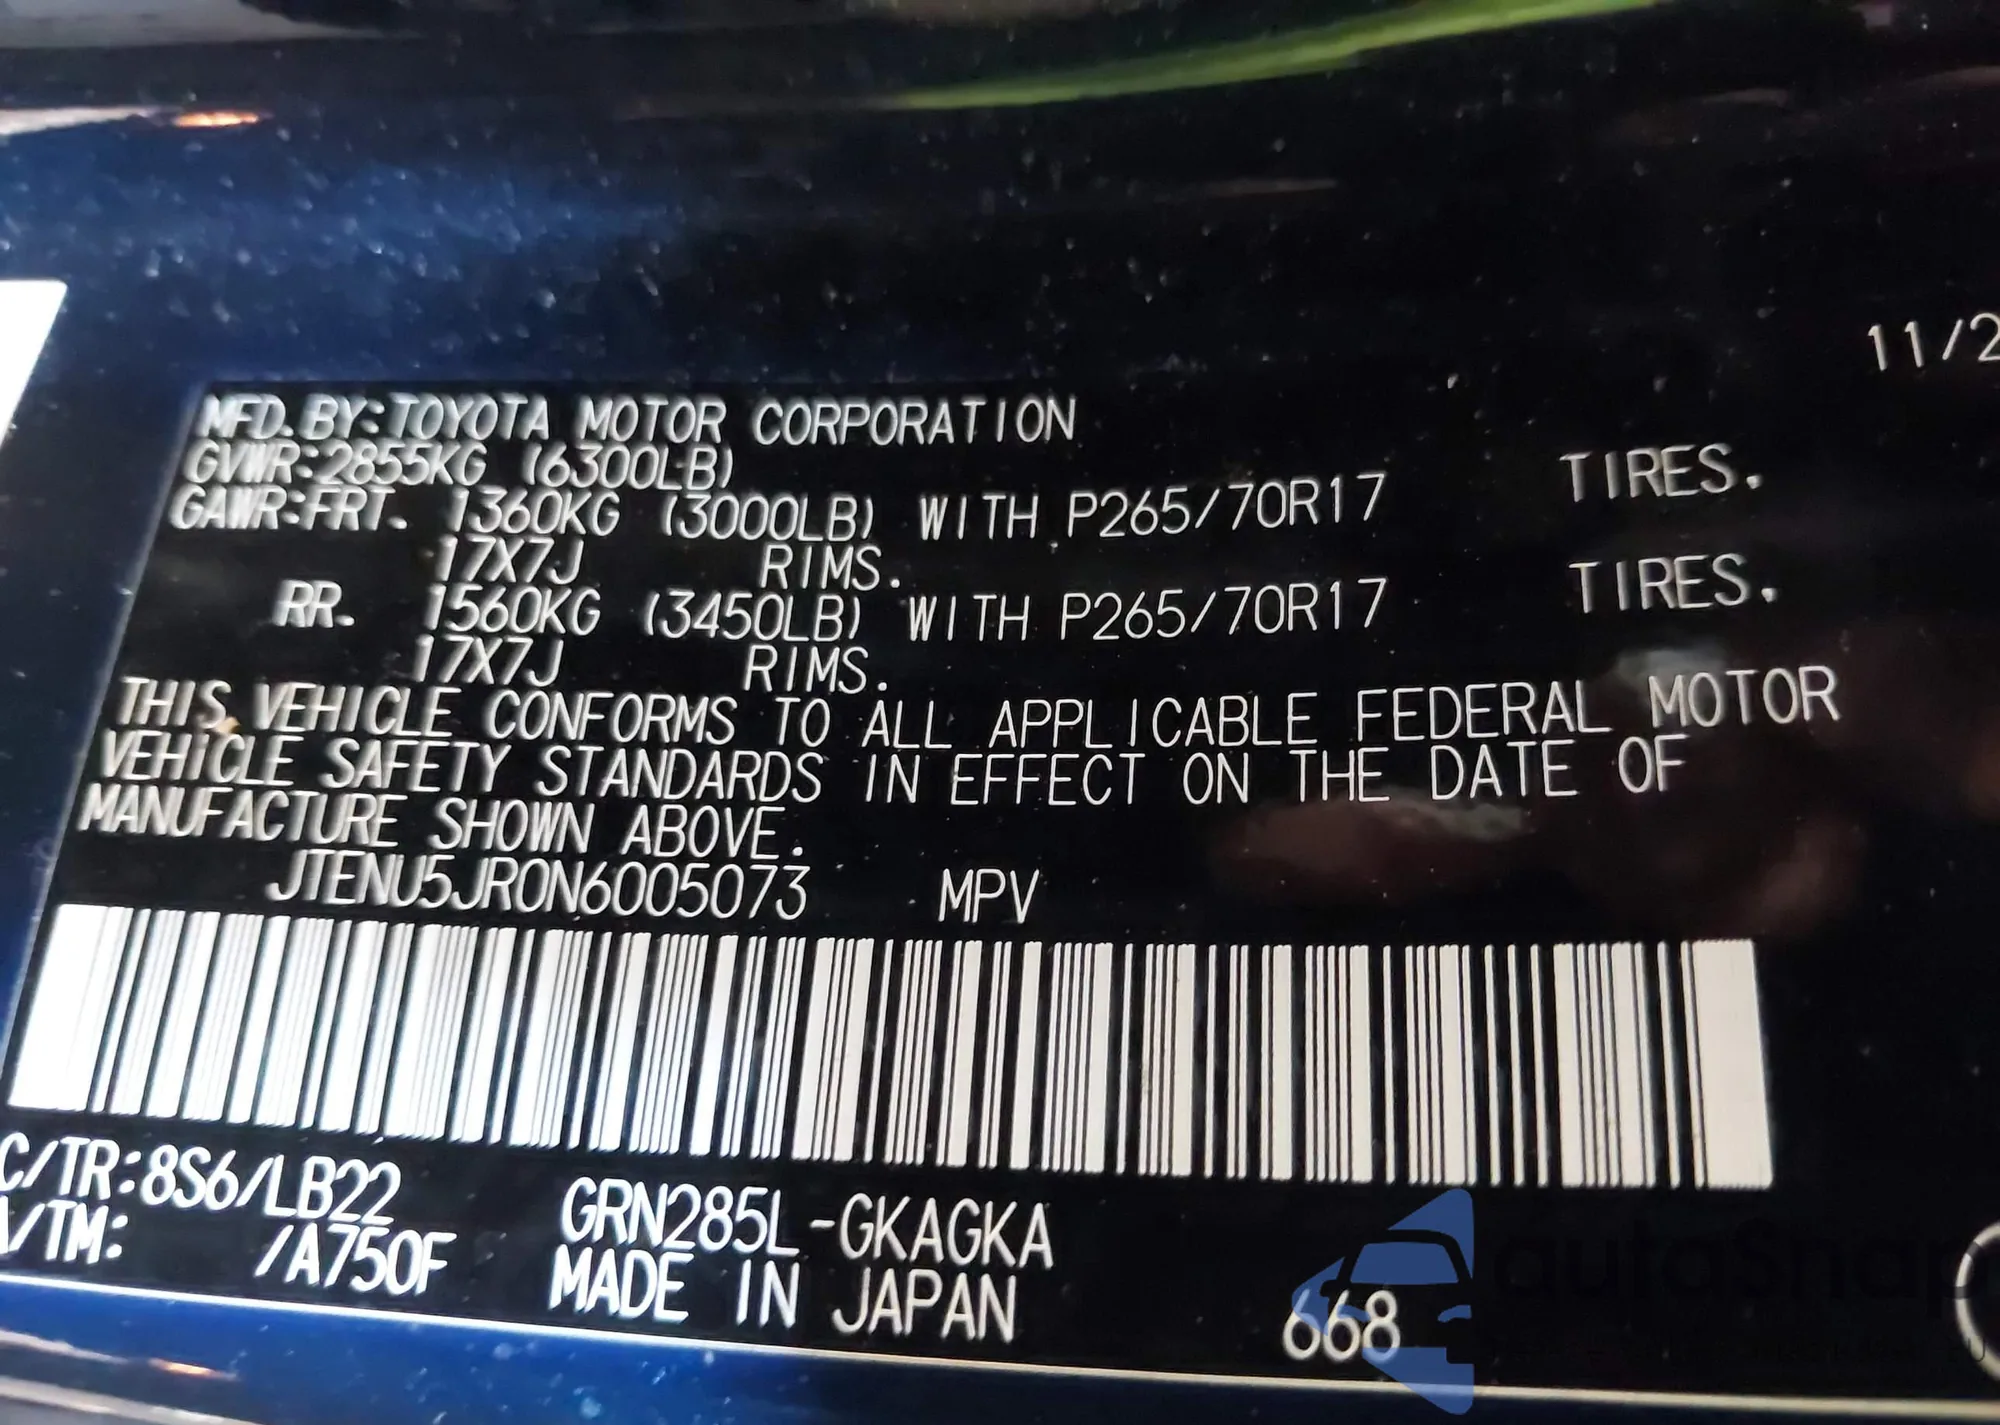 11/2
MFD.BY:TOYOTA MOTOR CORPORATION
GVWR:2855KG (6300LB)
GAWR:FRT. 1360KG (3000LB) WITH P265/70R17 TIRES.
17X7J RIMS.
RR. 1560KG (3450LB) WITH P265/70R17 TIRES.
17X7J RIMS.
THIS VEHICLE CONFORMS TO ALL APPLICABLE FEDERAL MOTOR
VEHICLE SAFETY STANDARDS IN EFFECT ON THE DATE OF
MANUFACTURE SHOWN ABOVE.
JTENU5JR0N6005073 MPV
C/TR:8S6/LB22 GRN285L-GKAGKA
A/TM: /A750F MADE IN JAPAN
668
autoSnap